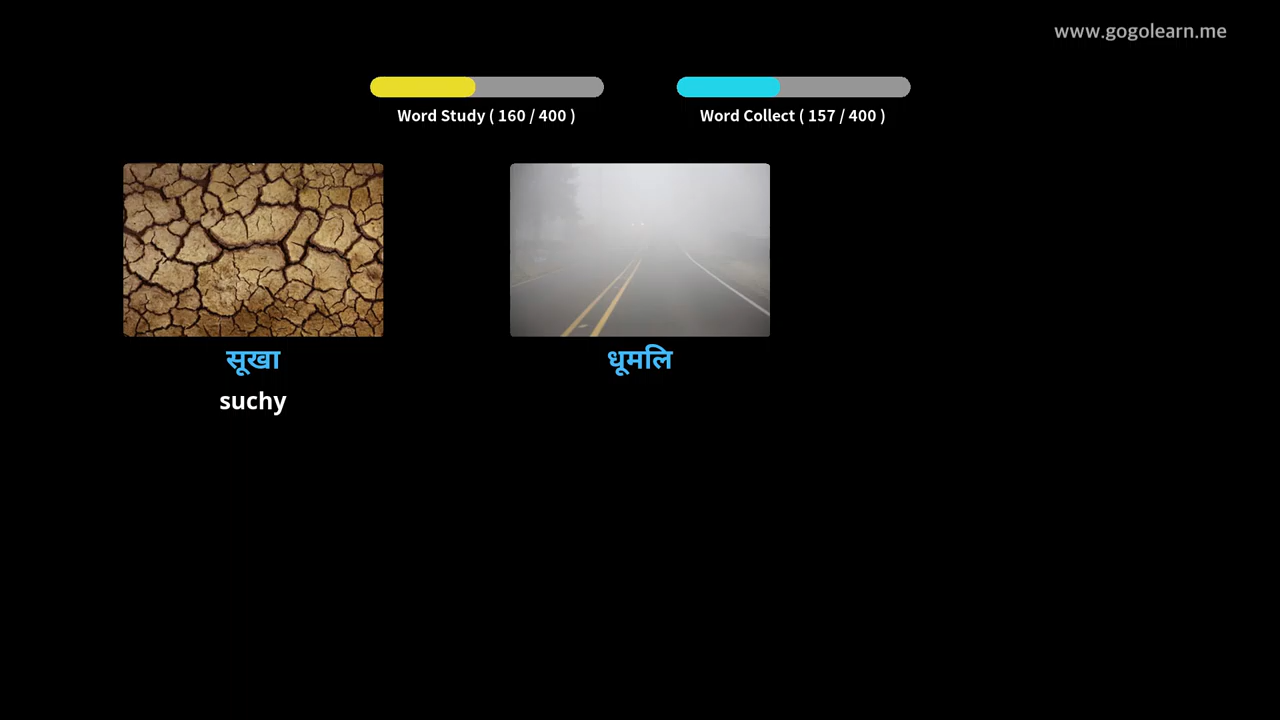 www.gogolearn.me
Word Study ( 160 / 400 )
Word Collect ( 157 / 400 )
सूखा
धूमलि
suchy